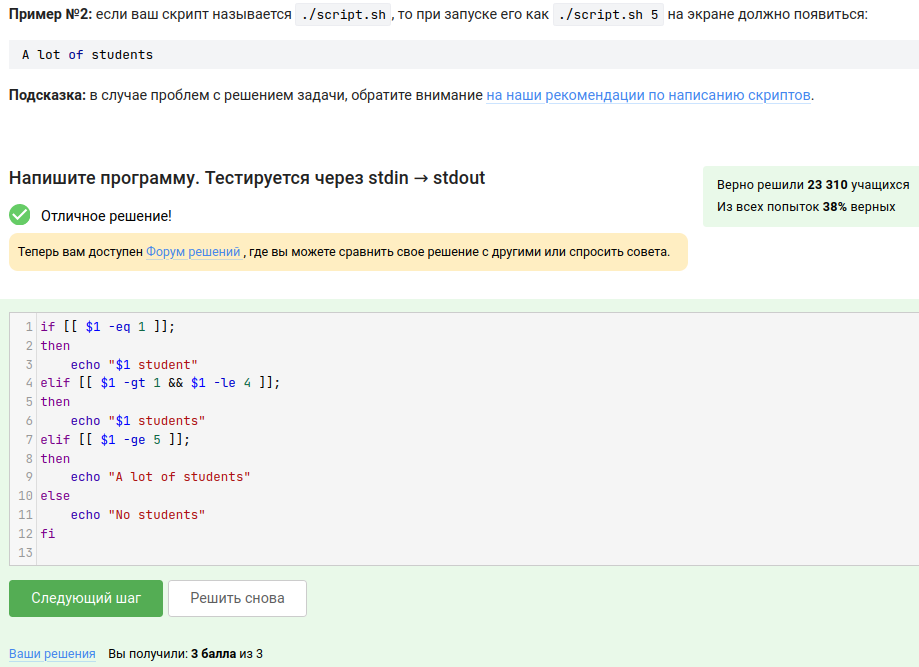 Пример №2: если ваш скрипт называется ./script.sh , то при запуске его как ./script.sh 5 на экране должно появиться:
A lot of students
Подсказка: в случае проблем с решением задачи, обратите внимание на наши рекомендации по написанию скриптов.
Напишите программу. Тестируется через stdin → stdout
Верно решили 23 310 учащихся
Из всех попыток 38% верных
Отличное решение!
Теперь вам доступен Форум решений , где вы можете сравнить свое решение с другими или спросить совета.
1 if [[ $1 -eq 1 ]];
2 then
3     echo "$1 student"
4 elif [[ $1 -gt 1 && $1 -le 4 ]];
5 then
6     echo "$1 students"
7 elif [[ $1 -ge 5 ]];
8 then
9     echo "A lot of students"
10 else
11     echo "No students"
12 fi
13
Следующий шаг
Решить снова
Ваши решения Вы получили: 3 балла из 3